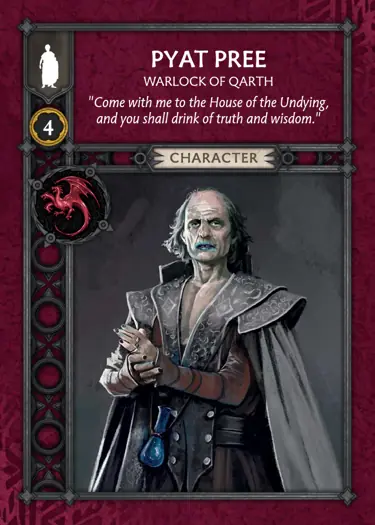 PYAT PREE
WARLOCK OF QARTH
"Come with me to the House of the Undying,
and you shall drink of truth and wisdom."
4
CHARACTER